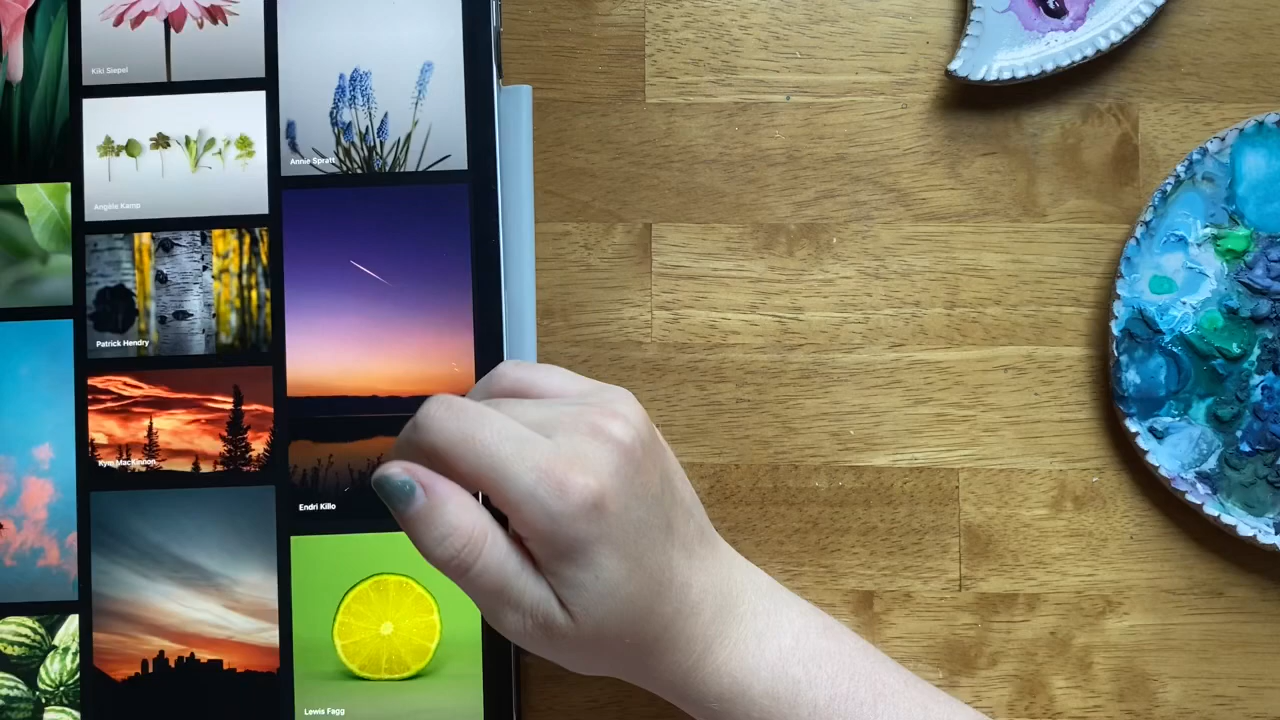 Kiki Siepel
Angèle Kamp
Patrick Hendry
Kym MacKinnon
Annie Spratt
Endri Killo
Lewis Fagg